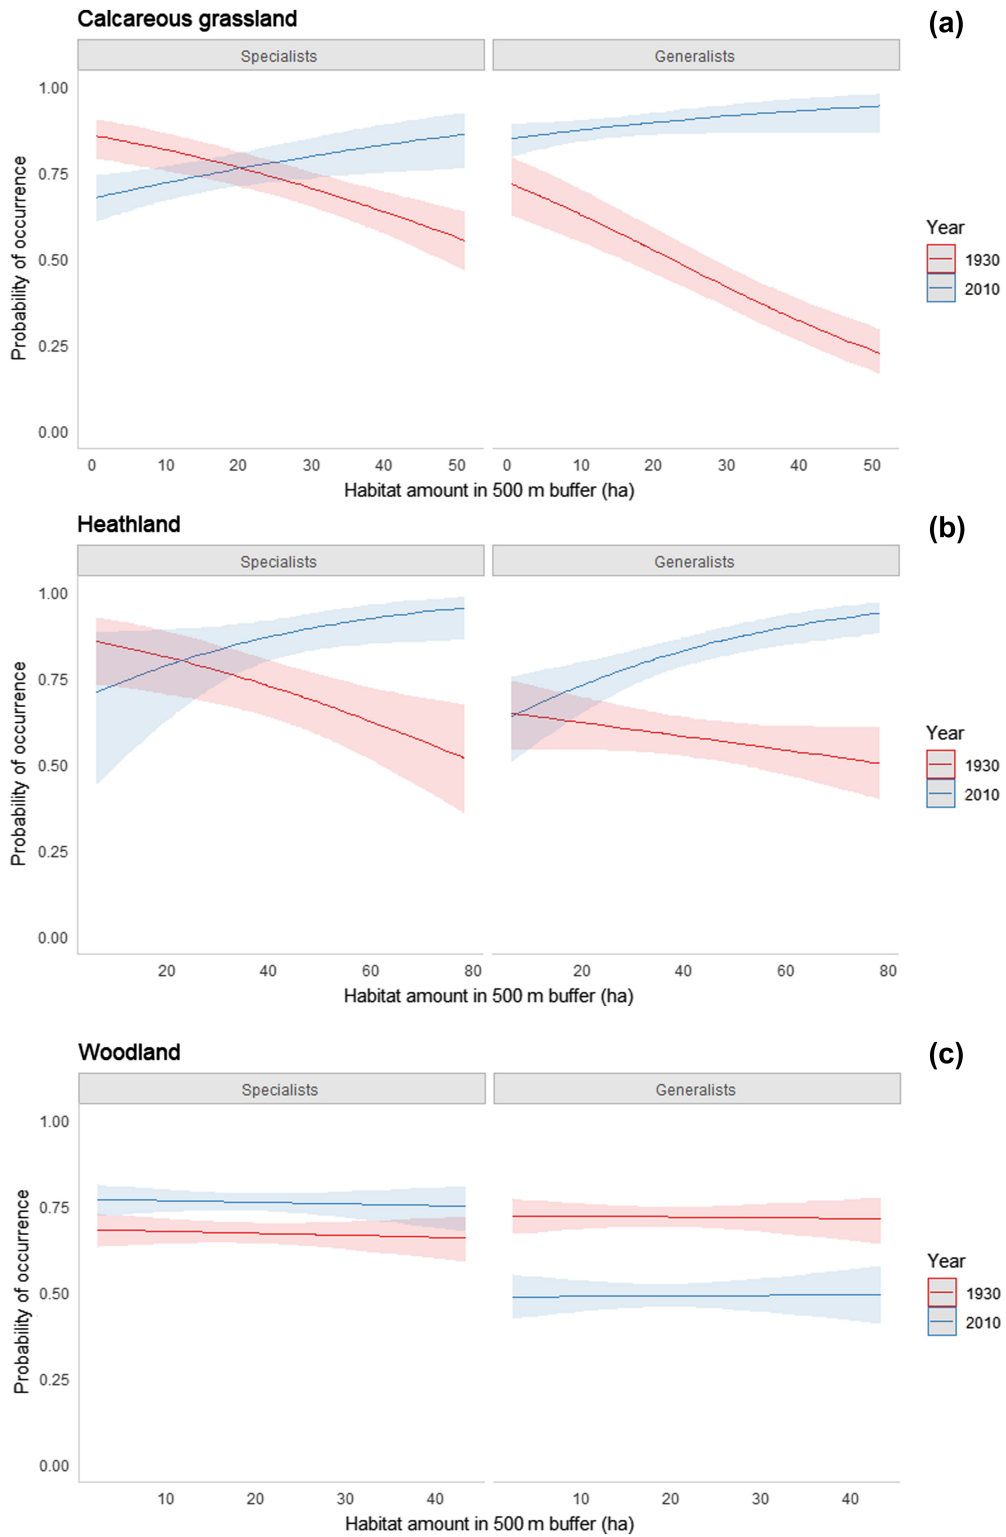 Calcareous grassland
(a)
Specialists
Generalists
1.00
0.75
0.50
0.25
0.00
Probability of occurrence
0 10 20 30 40 50
0 10 20 30 40 50
Habitat amount in 500 m buffer (ha)
Year
1930
2010
Heathland
(b)
Specialists
Generalists
1.00
0.75
0.50
0.25
0.00
Probability of occurrence
20 40 60 80
20 40 60 80
Habitat amount in 500 m buffer (ha)
Year
1930
2010
Woodland
(c)
Specialists
Generalists
1.00
0.75
0.50
0.25
0.00
Probability of occurrence
10 20 30 40
10 20 30 40
Habitat amount in 500 m buffer (ha)
Year
1930
2010